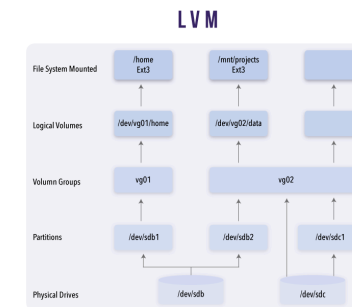 LVM
File System Mounted
/home
Ext3
/mnt/projects
Ext3
Logical Volumes
/dev/vg01/home
/dev/vg02/data
Volumn Groups
vg01
vg02
Partitions
/dev/sdb1
/dev/sdb2
/dev/sdc1
Physical Drives
/dev/sdb
/dev/sdc